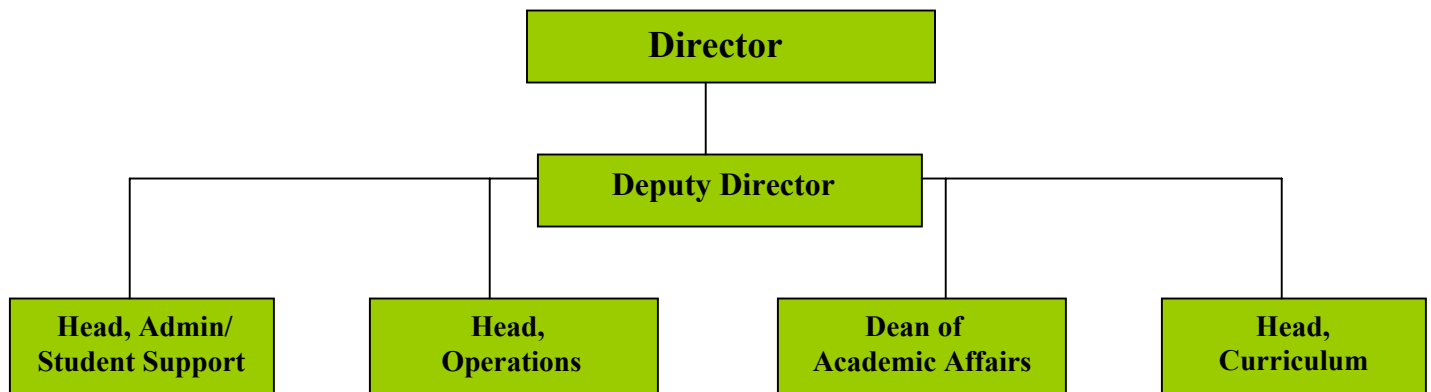 Director
Deputy Director
Head, Admin/
Student Support
Head,
Operations
Dean of
Academic Affairs
Head,
Curriculum